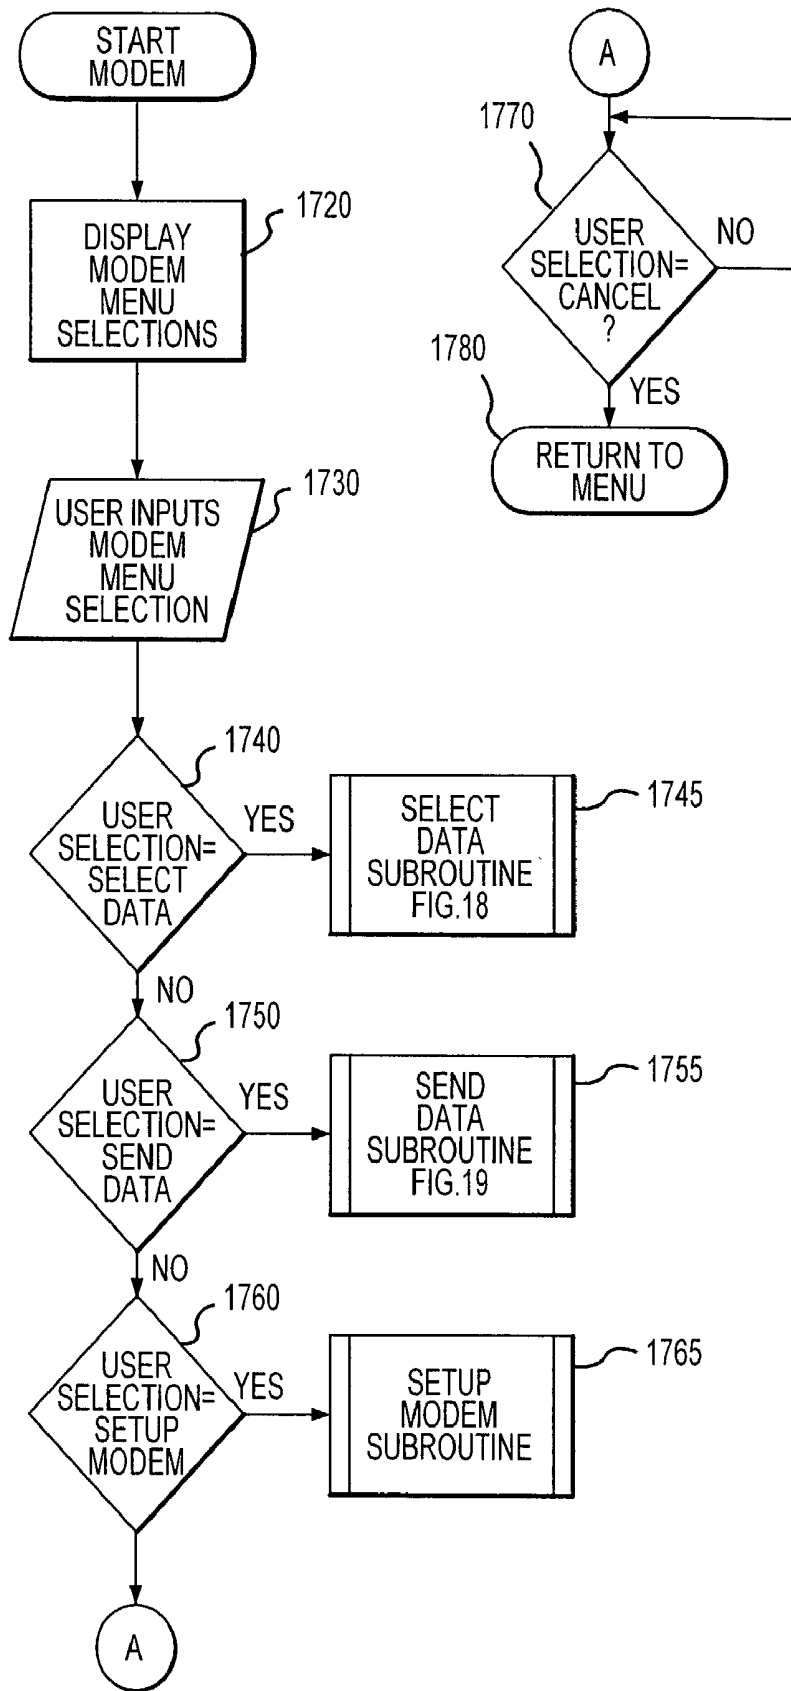 START
MODEM
1720
DISPLAY
MODEM
MENU
SELECTIONS
1730
USER INPUTS
MODEM
MENU
SELECTION
1740
USER
SELECTION=
SELECT
DATA
YES
1745
SELECT
DATA
SUBROUTINE
FIG.18
NO
1750
USER
SELECTION=
SEND
DATA
YES
1755
SEND
DATA
SUBROUTINE
FIG.19
NO
1760
USER
SELECTION=
SETUP
MODEM
YES
1765
SETUP
MODEM
SUBROUTINE
A
A
1770
USER
SELECTION=
CANCEL
?
NO
YES
1780
RETURN TO
MENU